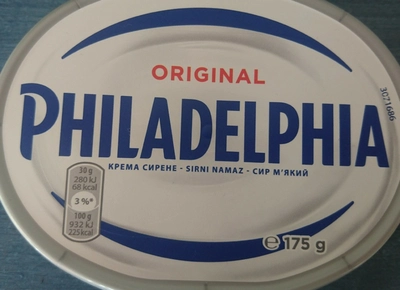 ORIGINAL
PHILADELPHIA
КРЕМА СИРЕНЕ - SIRNI NAMAZ - СИР М'ЯКИЙ
30 g
280 kJ
68 kcal
3 %*
100 g
932 kJ
225 kcal
e 175 g
3071686